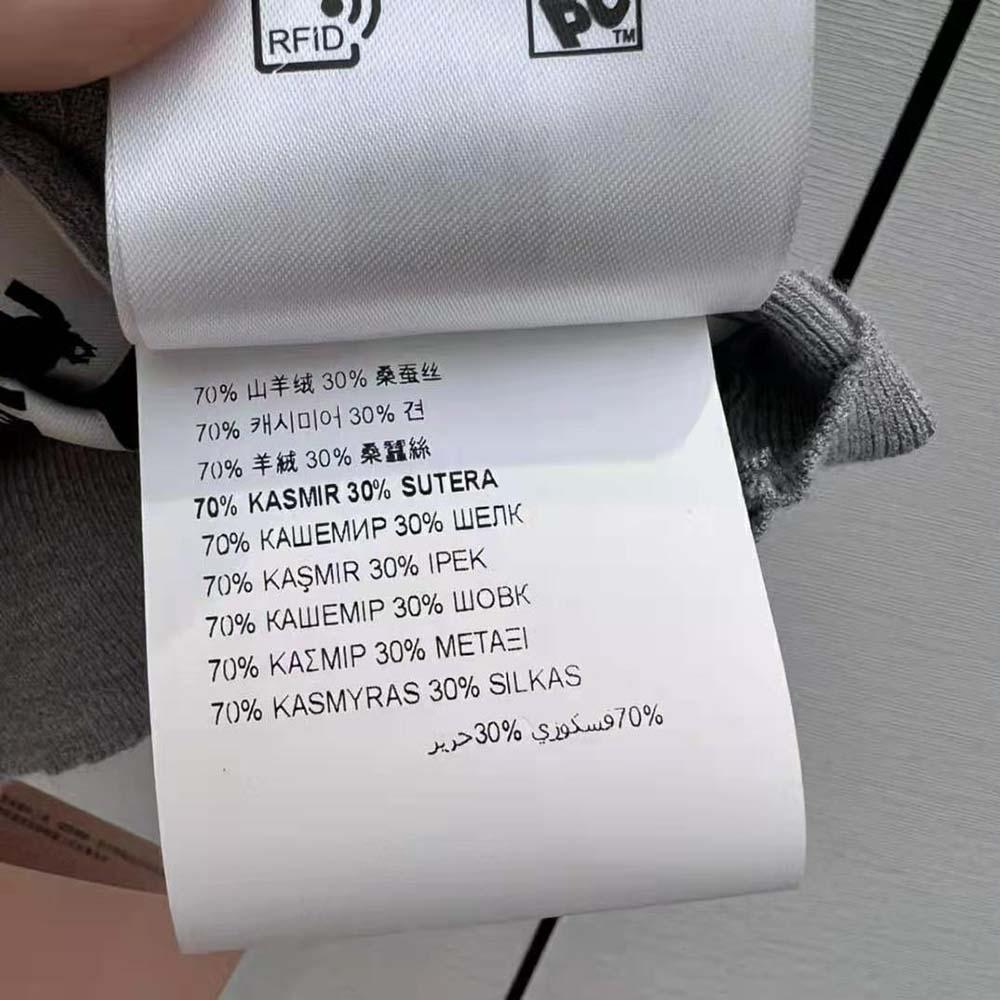 RFID
TM
70% 山羊绒 30% 桑蚕丝
70% 캐시미어 30% 견
70% 羊絨 30% 桑蠶絲
70% KASMIR 30% SUTERA
70% КАШЕМИР 30% ШЕЛК
70% KAŞMIR 30% IPEK
70% КАШЕМІР 30% ШОВК
70% ΚΑΣΜΙΡ 30% ΜΕΤΑΞΙ
70% KASMYRAS 30% SILKAS
70%فسكوزي 30%حرير